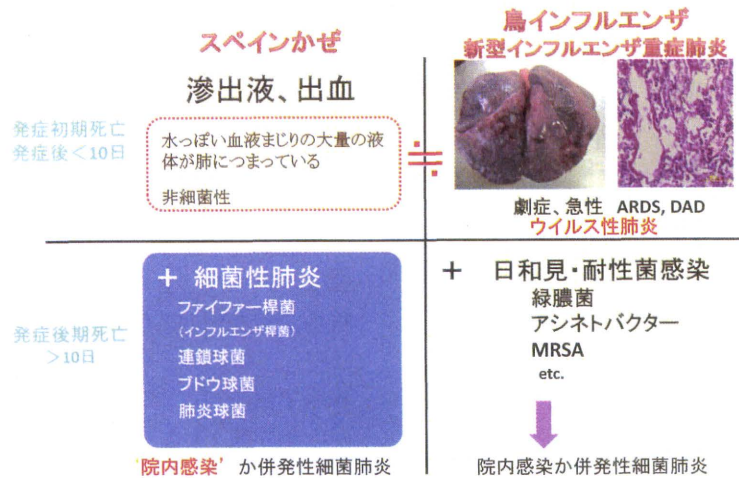 スペインかぜ
鳥インフルエンザ
新型インフルエンザ重症肺炎
滲出液、出血
発症初期死亡
発症後<10日
水っぽい血液まじりの大量の液
体が肺につまっている
非細菌性
≒
劇症、急性 ARDS, DAD
ウイルス性肺炎
+ 細菌性肺炎
ファイファー桿菌
(インフルエンザ桿菌)
連鎖球菌
ブドウ球菌
肺炎球菌
+ 日和見・耐性菌感染
緑膿菌
アシネトバクター
MRSA
etc.
発症後期死亡
>10日
'院内感染' か併発性細菌肺炎
院内感染か併発性細菌肺炎